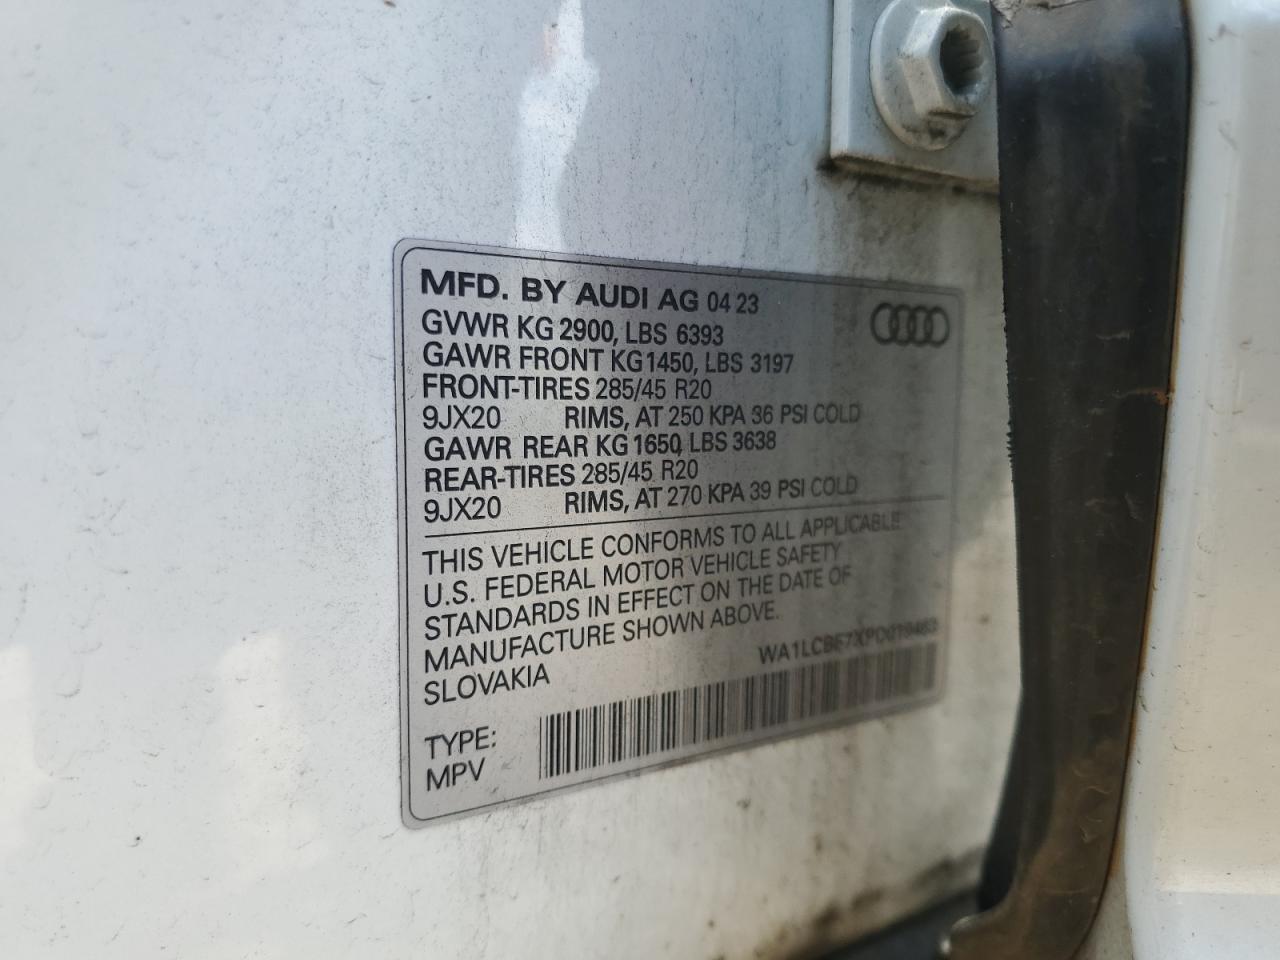 MFD. BY AUDI AG 04 23
GVWR KG 2900, LBS 6393
GAWR FRONT KG 1450, LBS 3197
FRONT-TIRES 285/45 R20
9JX20 RIMS, AT 250 KPA 36 PSI COLD
GAWR REAR KG 1650, LBS 3638
REAR-TIRES 285/45 R20
9JX20 RIMS, AT 270 KPA 39 PSI COLD
THIS VEHICLE CONFORMS TO ALL APPLICABLE
U.S. FEDERAL MOTOR VEHICLE SAFETY
STANDARDS IN EFFECT ON THE DATE OF
MANUFACTURE SHOWN ABOVE.
SLOVAKIA
TYPE:
MPV